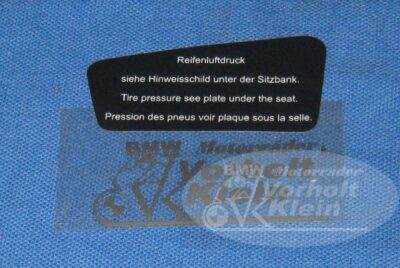 Reifenluftdruck
siehe Hinweisschild unter der Sitzbank.
Tire pressure see plate under the seat.
Pression des pneus voir plaque sous la selle.
BMW Motorräder
Vorholt
Klein
BMW Motorräder
Vorholt
Klein